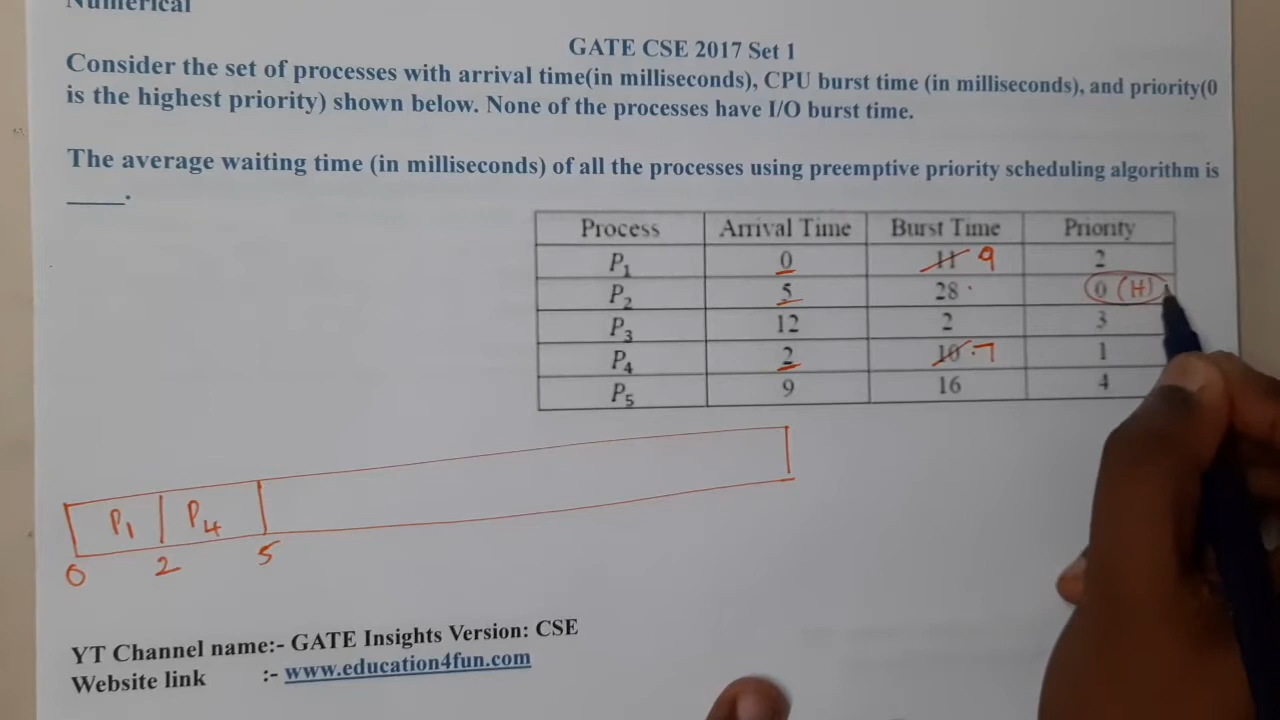 Numerical
GATE CSE 2017 Set 1
Consider the set of processes with arrival time(in milliseconds), CPU burst time (in milliseconds), and priority(0
is the highest priority) shown below. None of the processes have I/O burst time.
The average waiting time (in milliseconds) of all the processes using preemptive priority scheduling algorithm is
_____.
Process Arrival Time Burst Time Priority
P1 0 11 9 2
P2 5 28 0 (H)
P3 12 2 3
P4 2 10 7 1
P5 9 16 4
P1 P4
0 2 5
YT Channel name:- GATE Insights Version: CSE
Website link :- www.education4fun.com